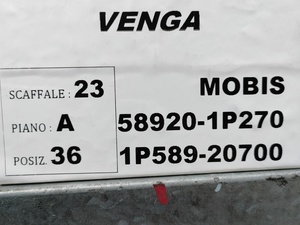 VENGA
SCAFFALE : 23
PIANO : A
POSIZ. 36
MOBIS
58920-1P270
1P589-20700